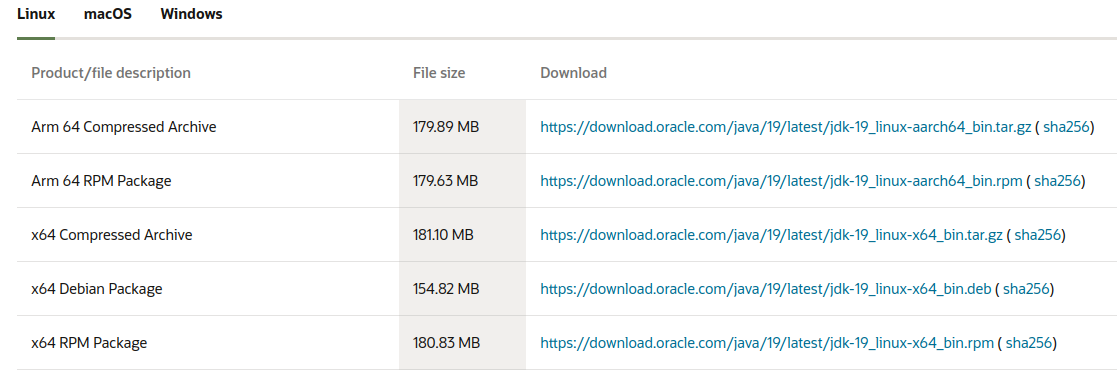 Linux macOS Windows
Product/file description File size Download
Arm 64 Compressed Archive 179.89 MB https://download.oracle.com/java/19/latest/jdk-19_linux-aarch64_bin.tar.gz ( sha256)
Arm 64 RPM Package 179.63 MB https://download.oracle.com/java/19/latest/jdk-19_linux-aarch64_bin.rpm ( sha256)
x64 Compressed Archive 181.10 MB https://download.oracle.com/java/19/latest/jdk-19_linux-x64_bin.tar.gz ( sha256)
x64 Debian Package 154.82 MB https://download.oracle.com/java/19/latest/jdk-19_linux-x64_bin.deb ( sha256)
x64 RPM Package 180.83 MB https://download.oracle.com/java/19/latest/jdk-19_linux-x64_bin.rpm ( sha256)